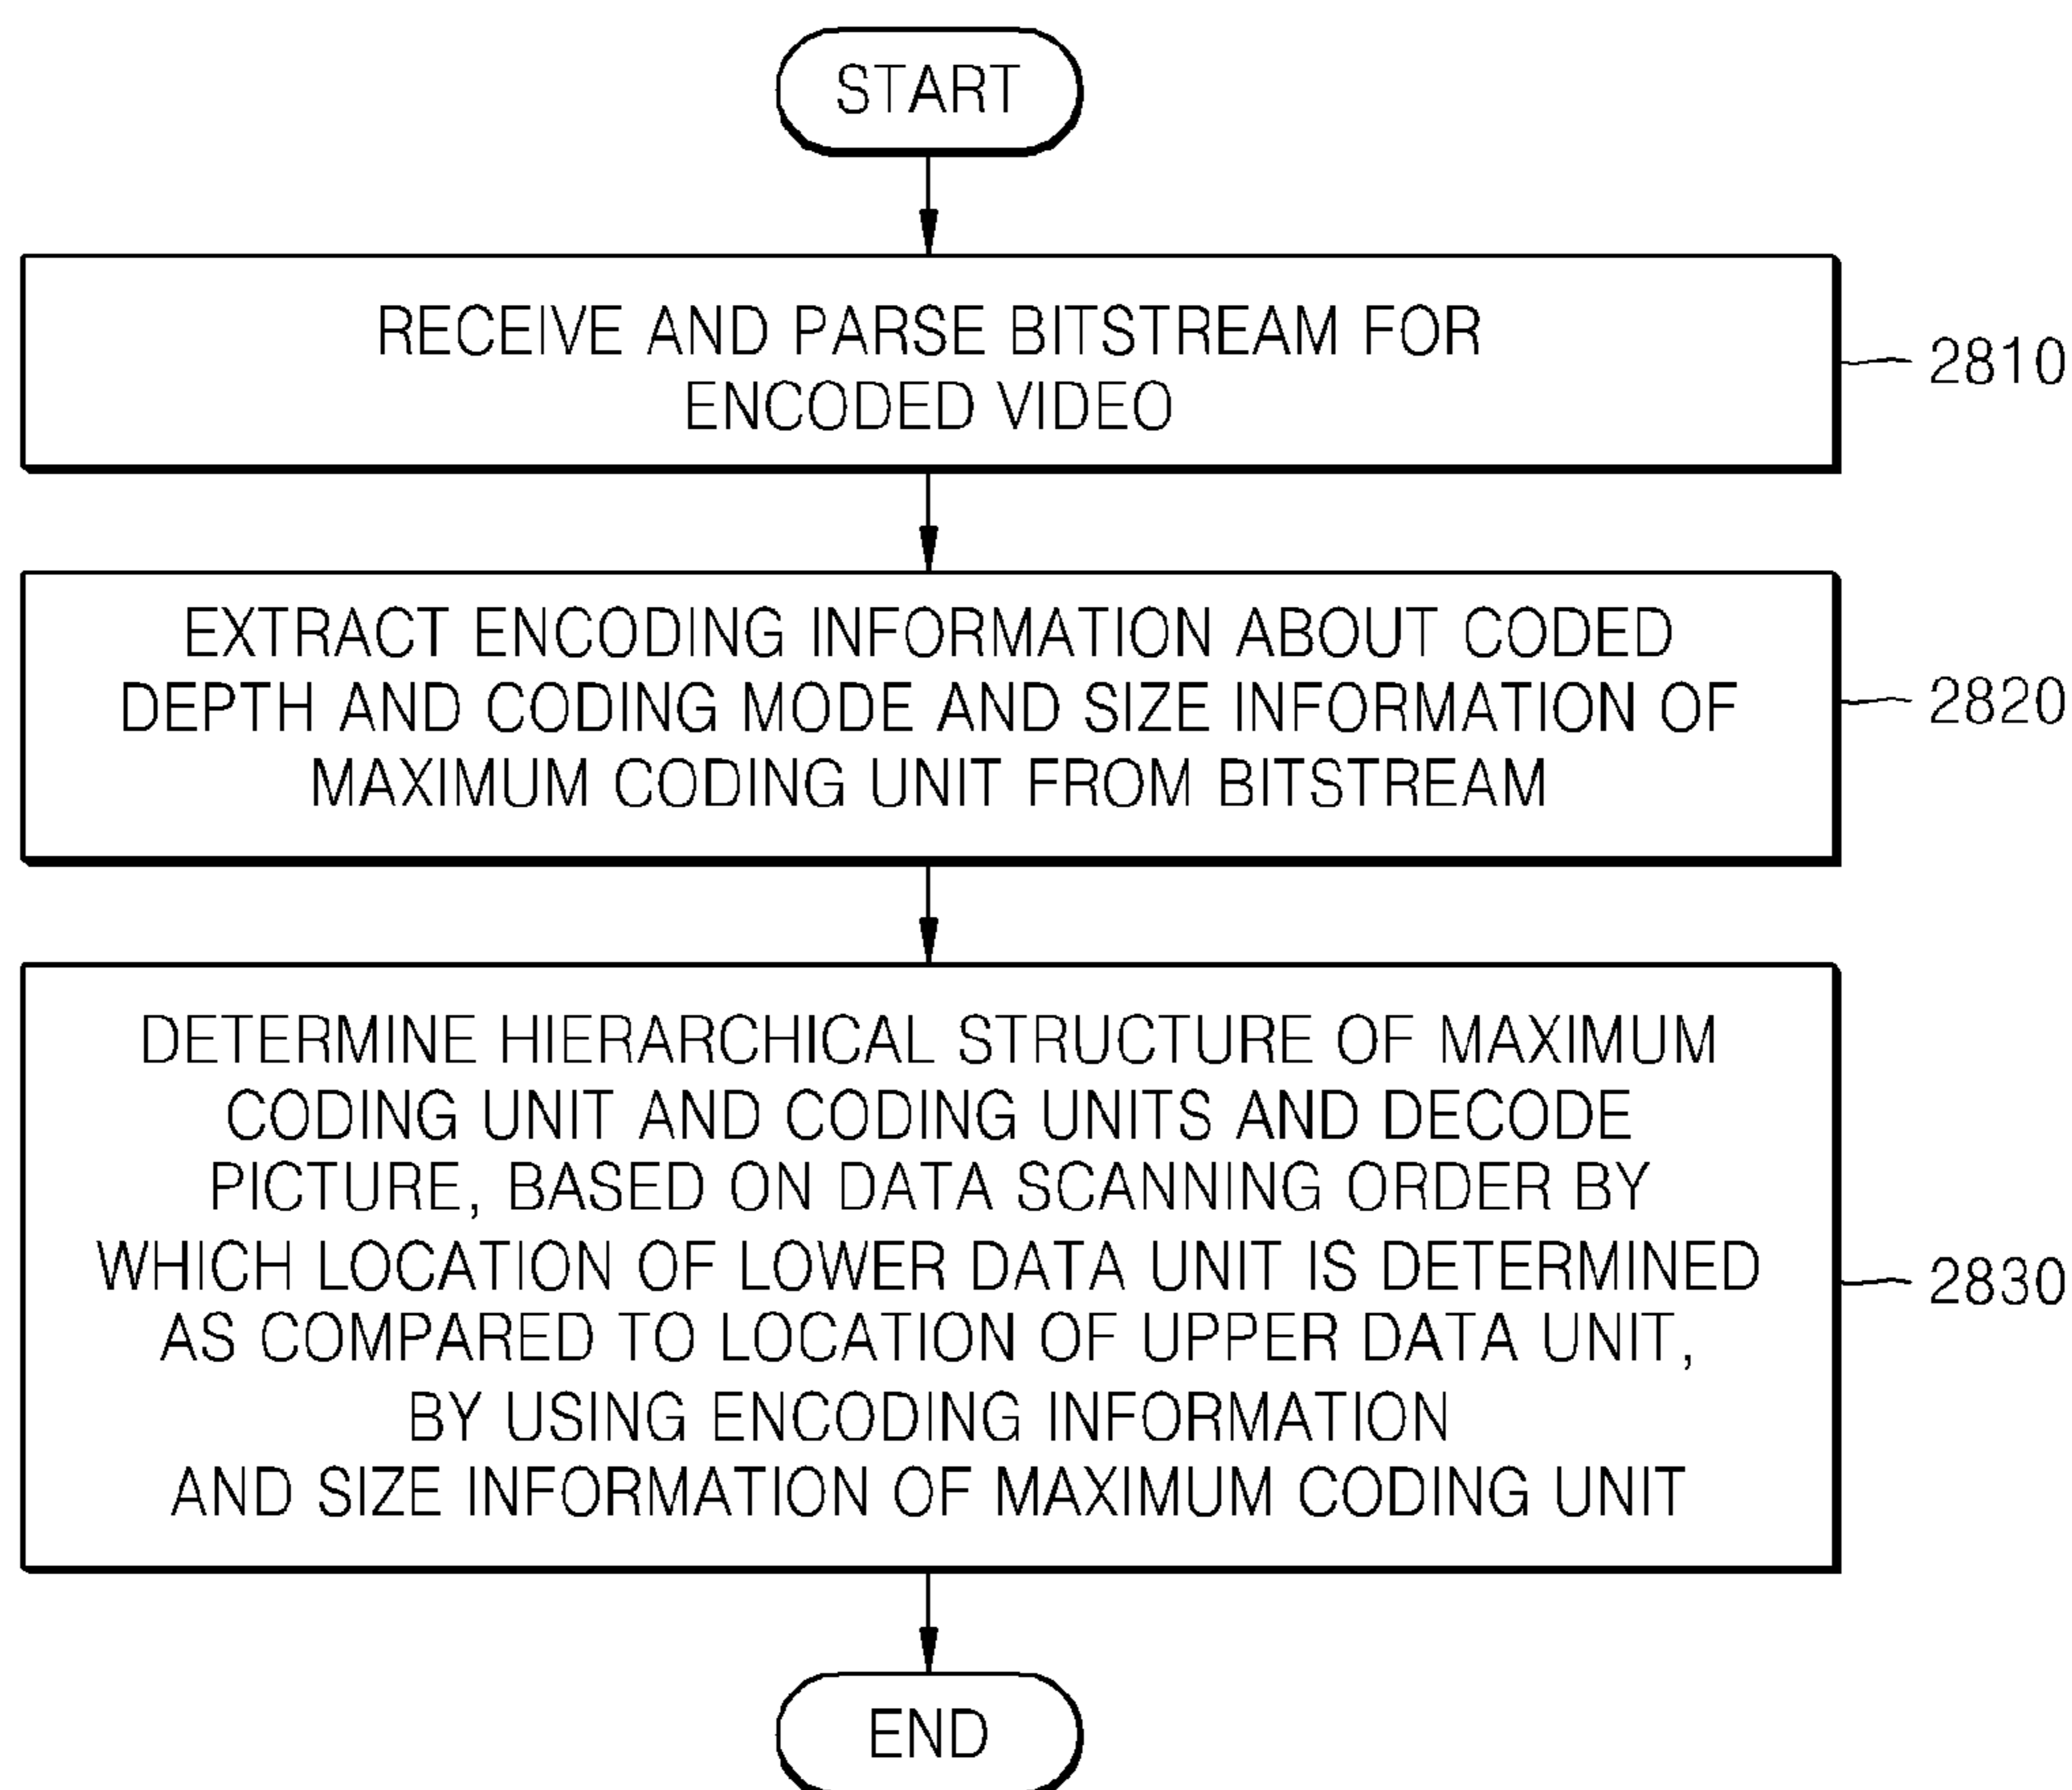 START
RECEIVE AND PARSE BITSTREAM FOR
ENCODED VIDEO
2810
EXTRACT ENCODING INFORMATION ABOUT CODED
DEPTH AND CODING MODE AND SIZE INFORMATION OF
MAXIMUM CODING UNIT FROM BITSTREAM
2820
DETERMINE HIERARCHICAL STRUCTURE OF MAXIMUM
CODING UNIT AND CODING UNITS AND DECODE
PICTURE, BASED ON DATA SCANNING ORDER BY
WHICH LOCATION OF LOWER DATA UNIT IS DETERMINED
AS COMPARED TO LOCATION OF UPPER DATA UNIT,
BY USING ENCODING INFORMATION
AND SIZE INFORMATION OF MAXIMUM CODING UNIT
2830
END